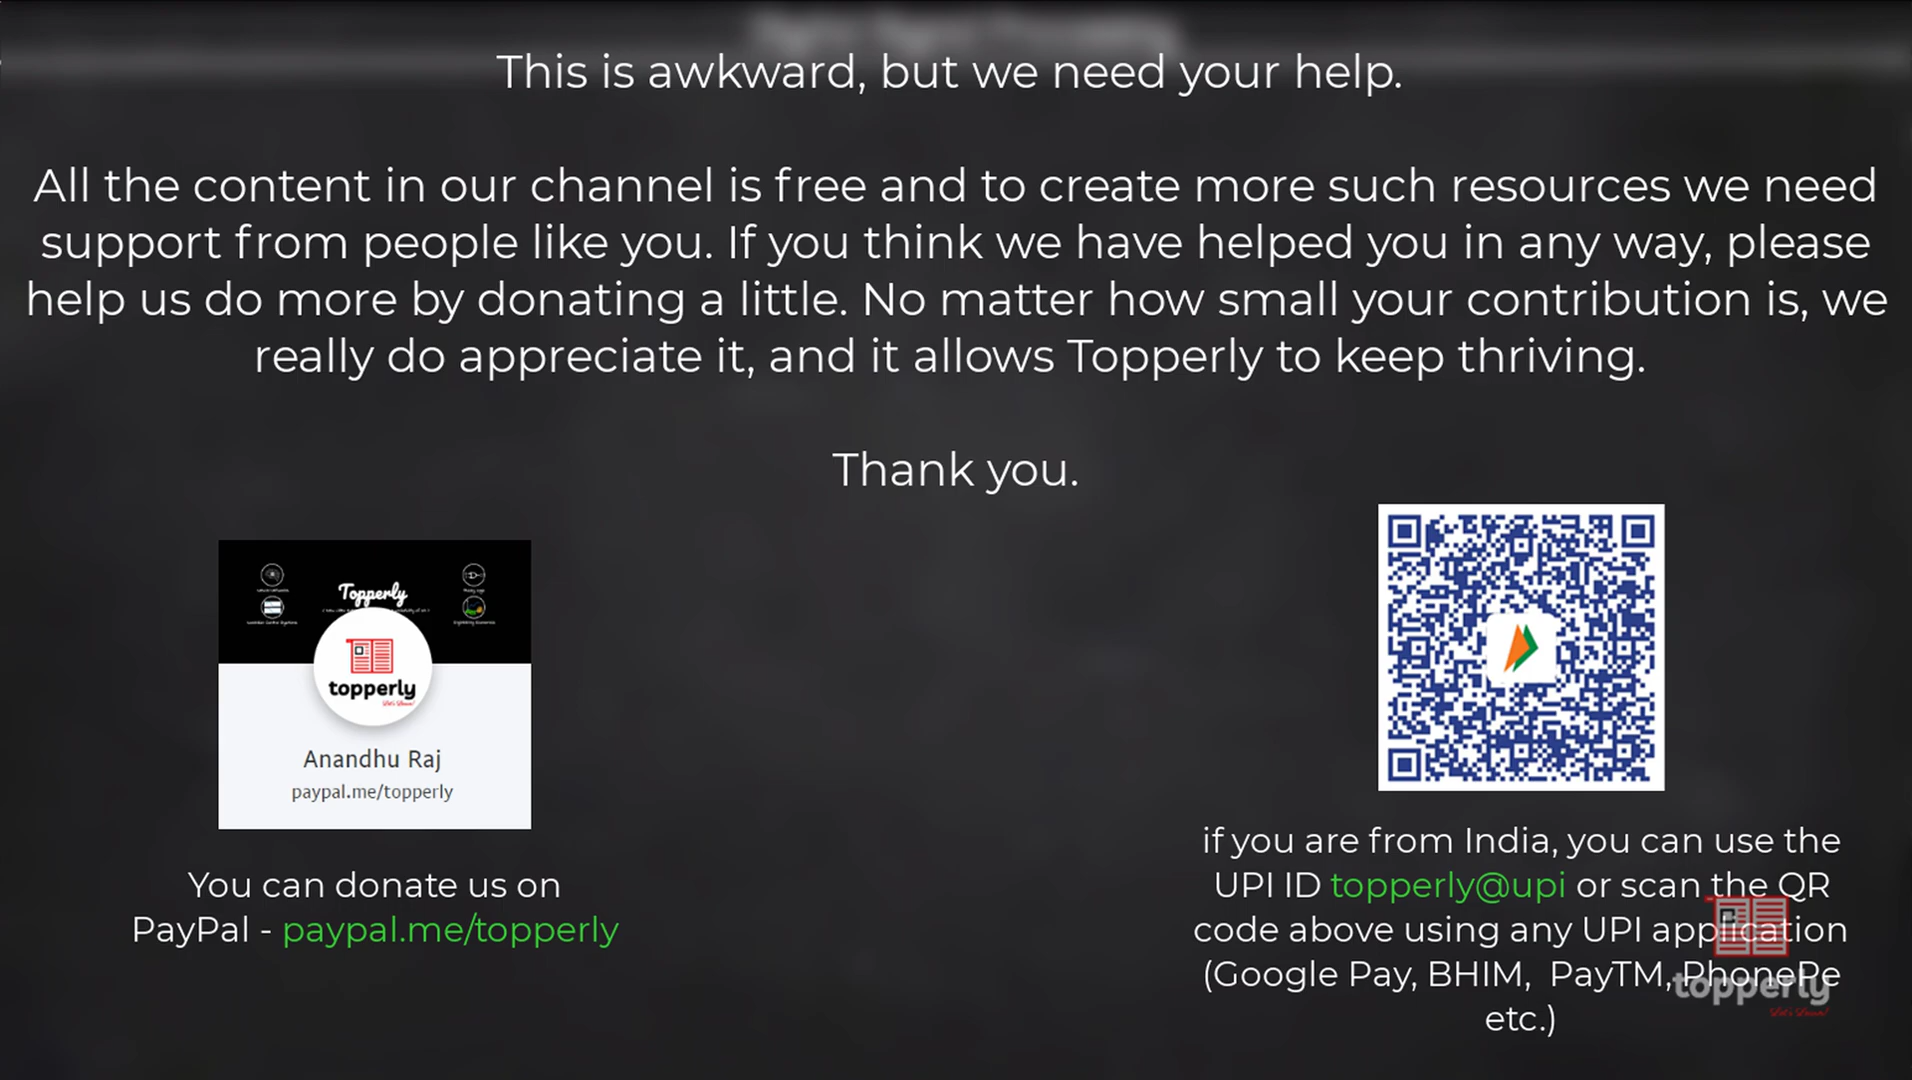 This is awkward, but we need your help.
All the content in our channel is free and to create more such resources we need
support from people like you. If you think we have helped you in any way, please
help us do more by donating a little. No matter how small your contribution is, we
really do appreciate it, and it allows Topperly to keep thriving.
Thank you.
Topperly
topperly
Let's Learn!
Anandhu Raj
paypal.me/topperly
You can donate us on
PayPal - paypal.me/topperly
if you are from India, you can use the
UPI ID topperly@upi or scan the QR
code above using any UPI application
(Google Pay, BHIM,  PayTM, PhonePe
etc.)
topperly
Let's Learn!